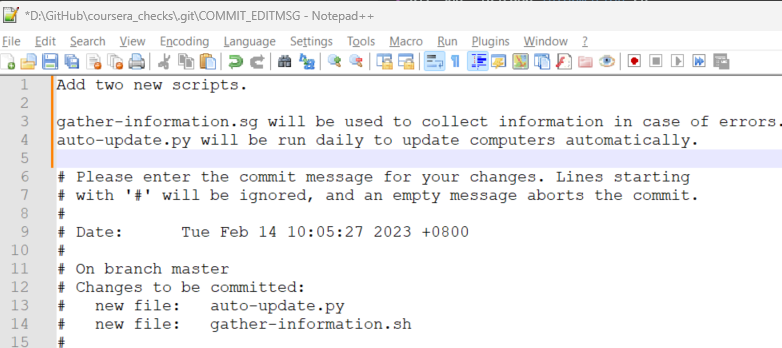 *D:\GitHub\coursera_checks\.git\COMMIT_EDITMSG - Notepad++
File Edit Search View Encoding Language Settings Tools Macro Run Plugins Window ?
1 Add two new scripts.
2
3 gather-information.sg will be used to collect information in case of errors.
4 auto-update.py will be run daily to update computers automatically.
5
6 # Please enter the commit message for your changes. Lines starting
7 # with '#' will be ignored, and an empty message aborts the commit.
8 #
9 # Date:      Tue Feb 14 10:05:27 2023 +0800
10 #
11 # On branch master
12 # Changes to be committed:
13 #   new file:   auto-update.py
14 #   new file:   gather-information.sh
15 #